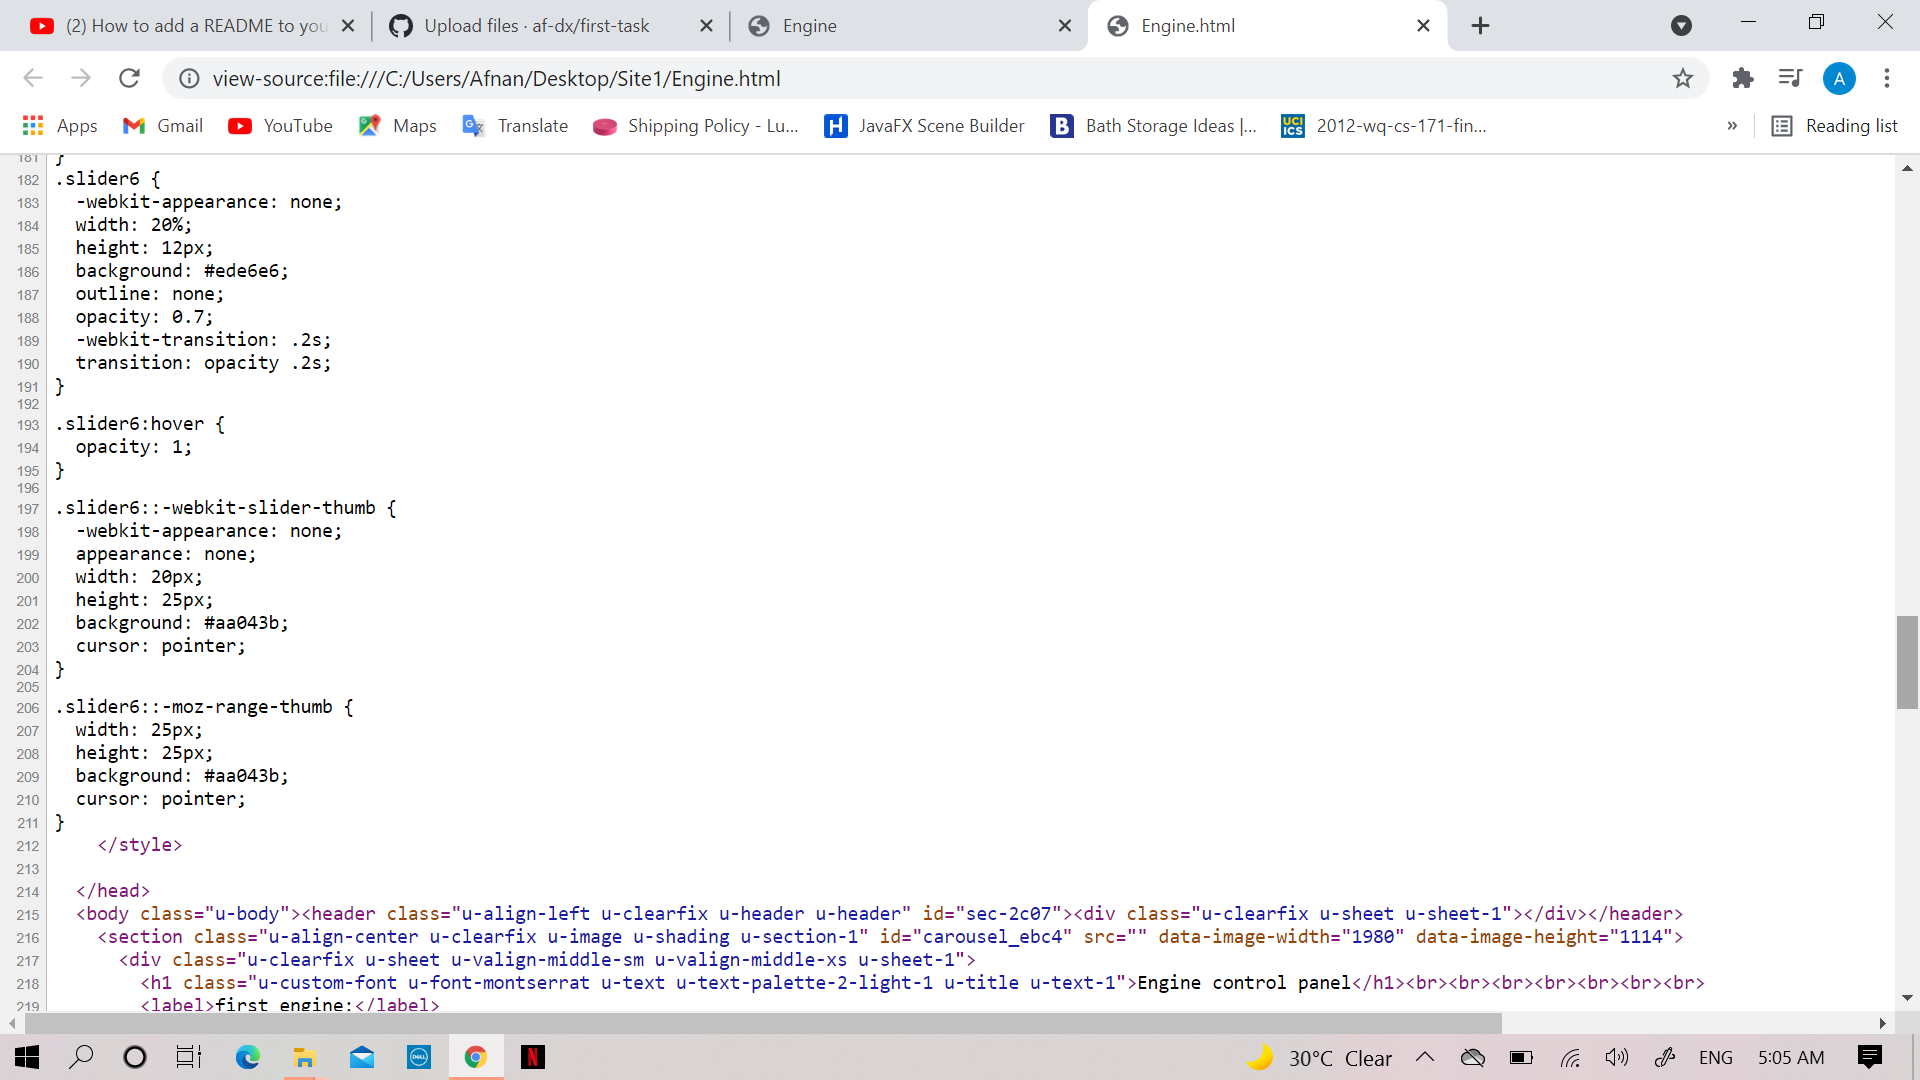 (2) How to add a README to you
Upload files · af-dx/first-task
Engine
Engine.html
view-source:file:///C:/Users/Afnan/Desktop/Site1/Engine.html
A
Apps
Gmail
YouTube
Maps
Translate
Shipping Policy - Lu...
H
JavaFX Scene Builder
B
Bath Storage Ideas |...
UCI
ICS
2012-wq-cs-171-fin...
»
Reading list
181 }
182 .slider6 {
183   -webkit-appearance: none;
184   width: 20%;
185   height: 12px;
186   background: #ede6e6;
187   outline: none;
188   opacity: 0.7;
189   -webkit-transition: .2s;
190   transition: opacity .2s;
191 }
192
193 .slider6:hover {
194   opacity: 1;
195 }
196
197 .slider6::-webkit-slider-thumb {
198   -webkit-appearance: none;
199   appearance: none;
200   width: 20px;
201   height: 25px;
202   background: #aa043b;
203   cursor: pointer;
204 }
205
206 .slider6::-moz-range-thumb {
207   width: 25px;
208   height: 25px;
209   background: #aa043b;
210   cursor: pointer;
211 }
212     </style>
213
214   </head>
215   <body class="u-body"><header class="u-align-left u-clearfix u-header u-header" id="sec-2c07"><div class="u-clearfix u-sheet u-sheet-1"></div></header>
216     <section class="u-align-center u-clearfix u-image u-shading u-section-1" id="carousel_ebc4" src="" data-image-width="1980" data-image-height="1114">
217       <div class="u-clearfix u-sheet u-valign-middle-sm u-valign-middle-xs u-sheet-1">
218         <h1 class="u-custom-font u-font-montserrat u-text u-text-palette-2-light-1 u-title u-text-1">Engine control panel</h1><br><br><br><br><br><br><br>
219         <label>first engine:</label>
DELL
N
30°C Clear
ENG
5:05 AM